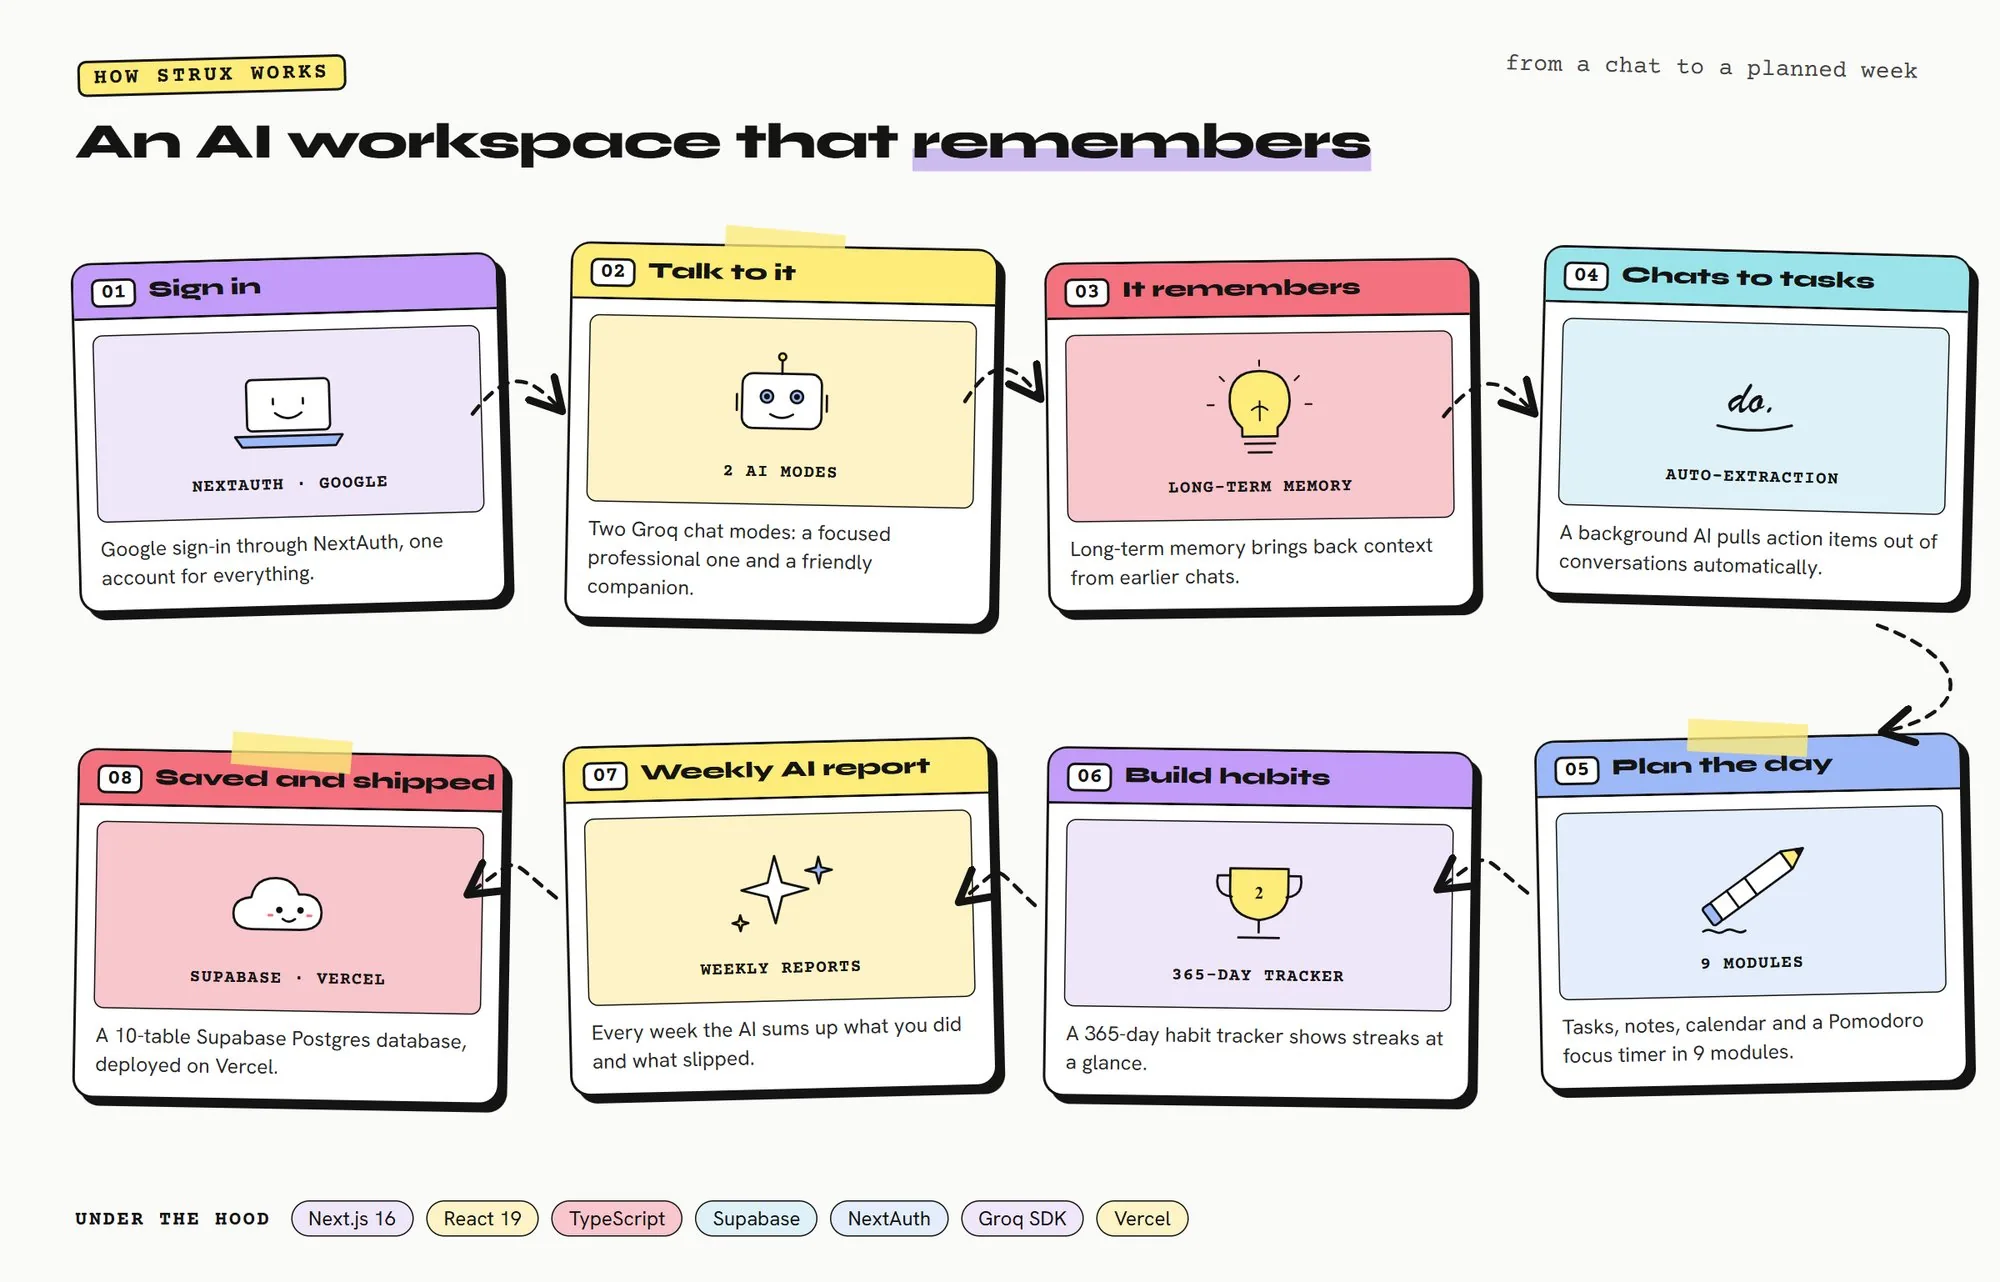 HOW STRUX WORKS
from a chat to a planned week
An AI workspace that remembers
01 Sign in
NEXTAUTH · GOOGLE
Google sign-in through NextAuth, one
account for everything.
02 Talk to it
2 AI MODES
Two Groq chat modes: a focused
professional one and a friendly
companion.
03 It remembers
LONG-TERM MEMORY
Long-term memory brings back context
from earlier chats.
04 Chats to tasks
do.
AUTO-EXTRACTION
A background AI pulls action items out of
conversations automatically.
05 Plan the day
9 MODULES
Tasks, notes, calendar and a Pomodoro
focus timer in 9 modules.
06 Build habits
2
365-DAY TRACKER
A 365-day habit tracker shows streaks at
a glance.
07 Weekly AI report
WEEKLY REPORTS
Every week the AI sums up what you did
and what slipped.
08 Saved and shipped
SUPABASE · VERCEL
A 10-table Supabase Postgres database,
deployed on Vercel.
UNDER THE HOOD Next.js 16 React 19 TypeScript Supabase NextAuth Groq SDK Vercel